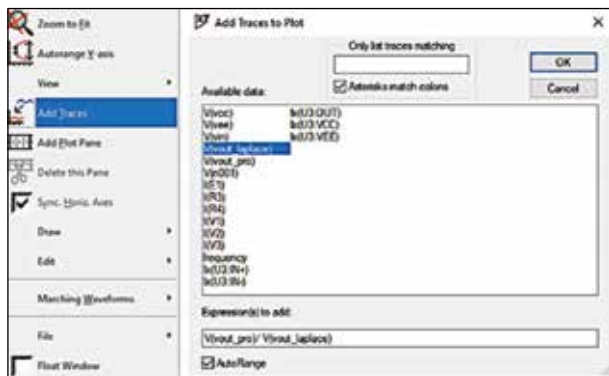 Zoom to Fit
Autorange Y-axis
View
Add Traces
Add Plot Pane
Delete this Pane
Sync. Horiz. Axes
Draw
Edit
Marching Waveforms
File
Float Window
Add Traces to Plot
Only list traces matching
OK
Asterisks match colons
Cancel
Available data:
V(vcc)
V(vee)
V(vin)
V(vout_laplace)
V(vout_pro)
V(n001)
I(E1)
I(R3)
I(R4)
I(V1)
I(V2)
I(V3)
frequency
Ix(U3:IN+)
Ix(U3:IN-)
Ix(U3:OUT)
Ix(U3:VCC)
Ix(U3:VEE)
Expression(s) to add:
V(vout_pro)/ V(vout_laplace)
AutoRange